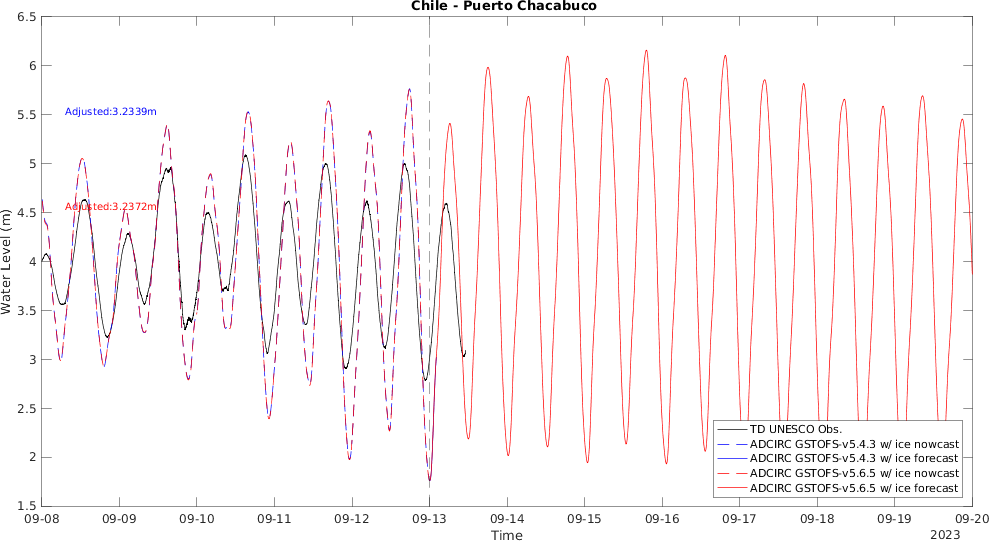 Chile - Puerto Chacabuco
6.5
6
5.5
5
4.5
4
3.5
3
2.5
2
1.5
Water Level (m)
Adjusted:3.2339m
Adjusted:3.2372m
TD UNESCO Obs.
ADCIRC GSTOFS-v5.4.3 w/ ice nowcast
ADCIRC GSTOFS-v5.4.3 w/ ice forecast
ADCIRC GSTOFS-v5.6.5 w/ ice nowcast
ADCIRC GSTOFS-v5.6.5 w/ ice forecast
09-08 09-09 09-10 09-11 09-12 09-13 09-14 09-15 09-16 09-17 09-18 09-19 09-20
Time
2023